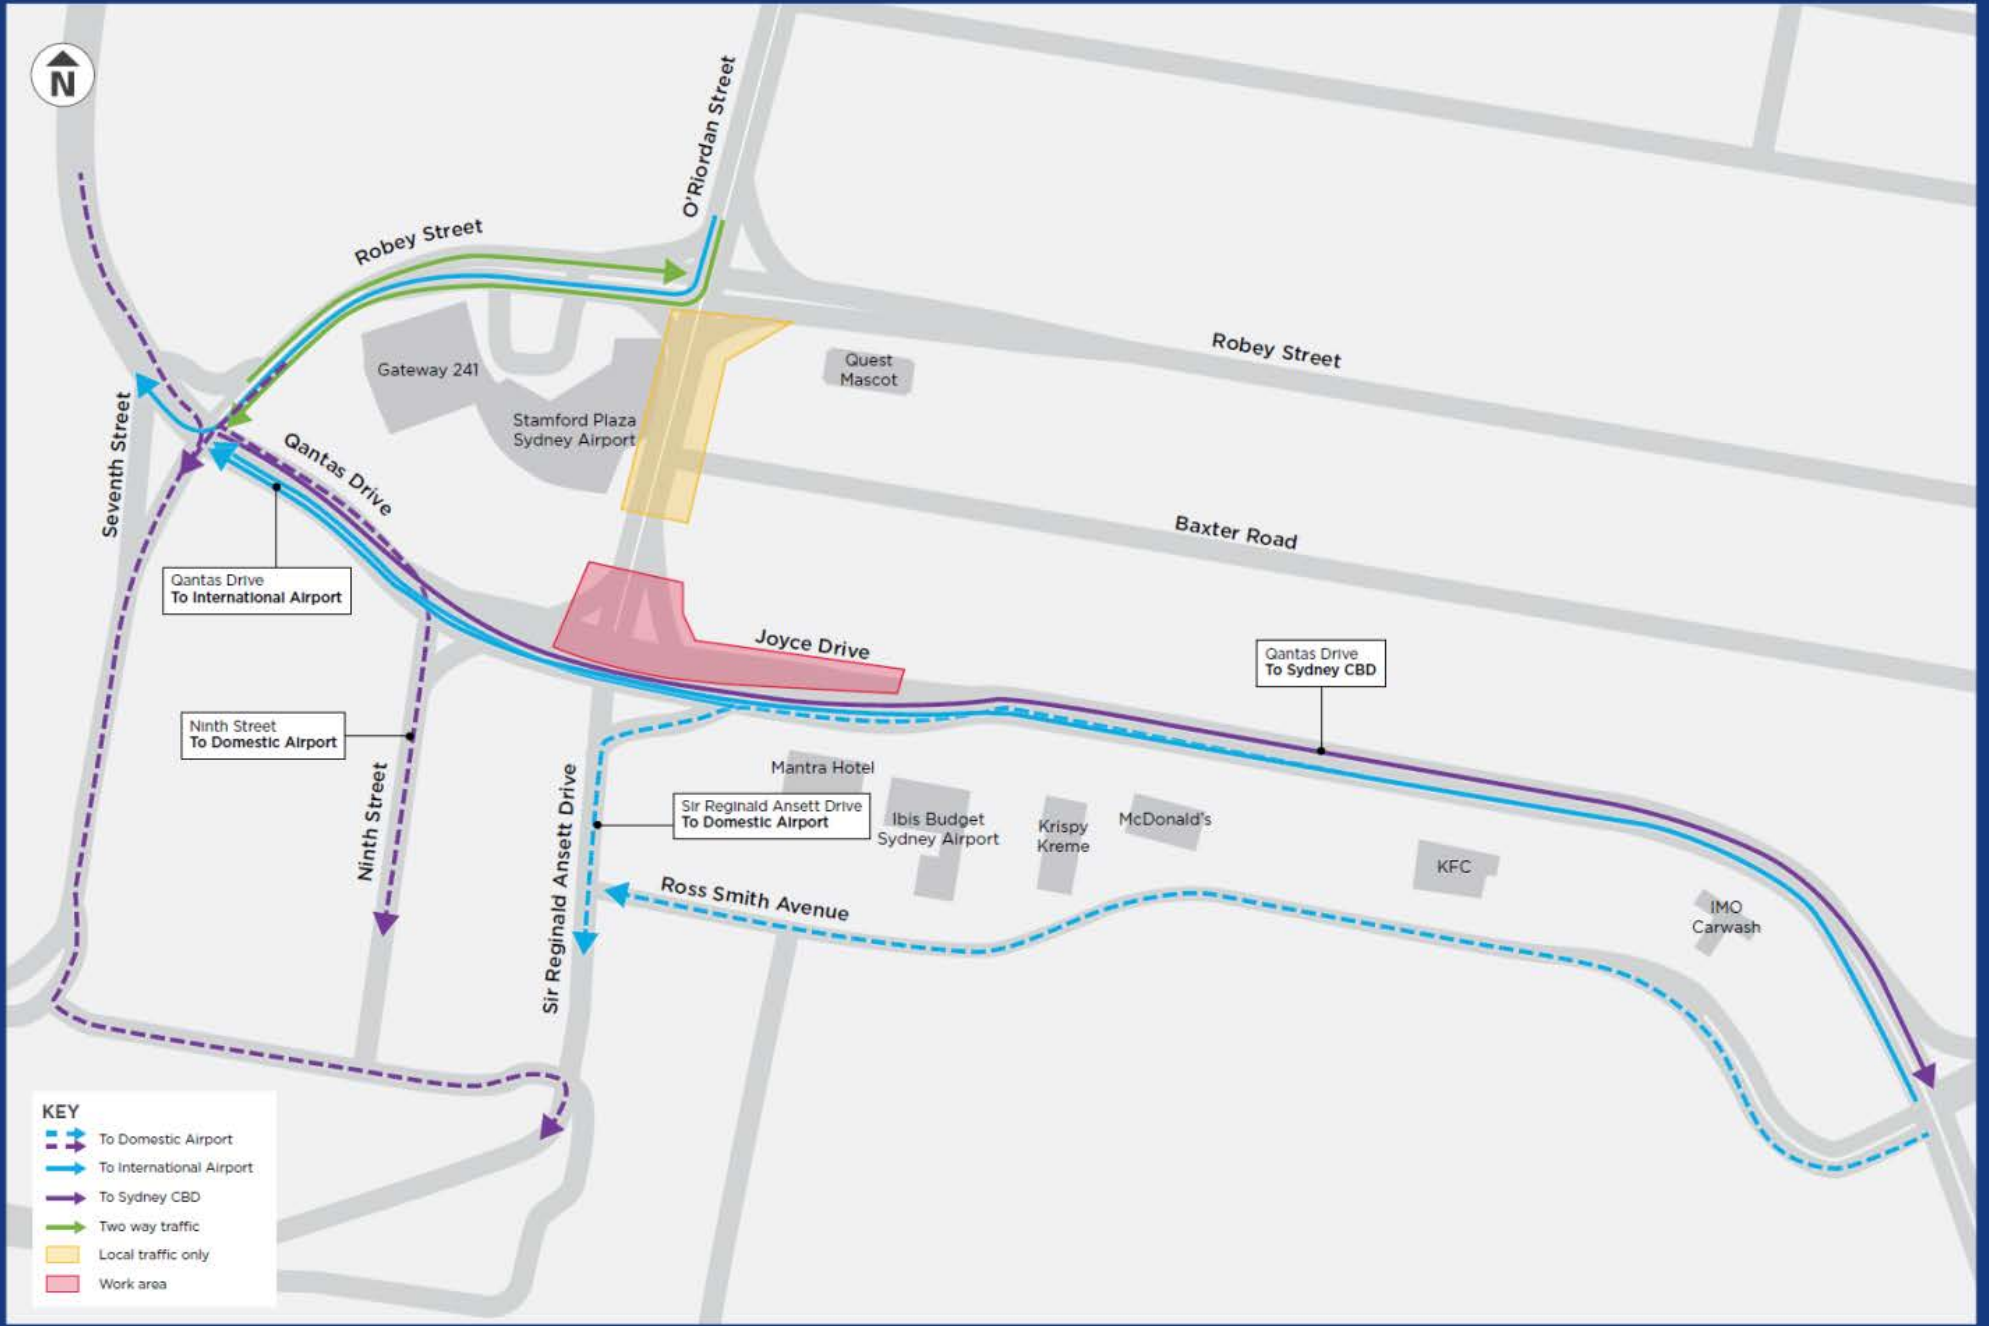 N
O'Riordan Street
Robey Street
Robey Street
Gateway 241
Quest
Mascot
Stamford Plaza
Sydney Airport
Seventh Street
Qantas Drive
Baxter Road
Qantas Drive
To International Airport
Joyce Drive
Qantas Drive
To Sydney CBD
Ninth Street
To Domestic Airport
Ninth Street
Sir Reginald Ansett Drive
Mantra Hotel
Sir Reginald Ansett Drive
To Domestic Airport
Ibis Budget
Sydney Airport
Krispy
Kreme
McDonald's
KFC
Ross Smith Avenue
IMO
Carwash
KEY
To Domestic Airport
To International Airport
To Sydney CBD
Two way traffic
Local traffic only
Work area